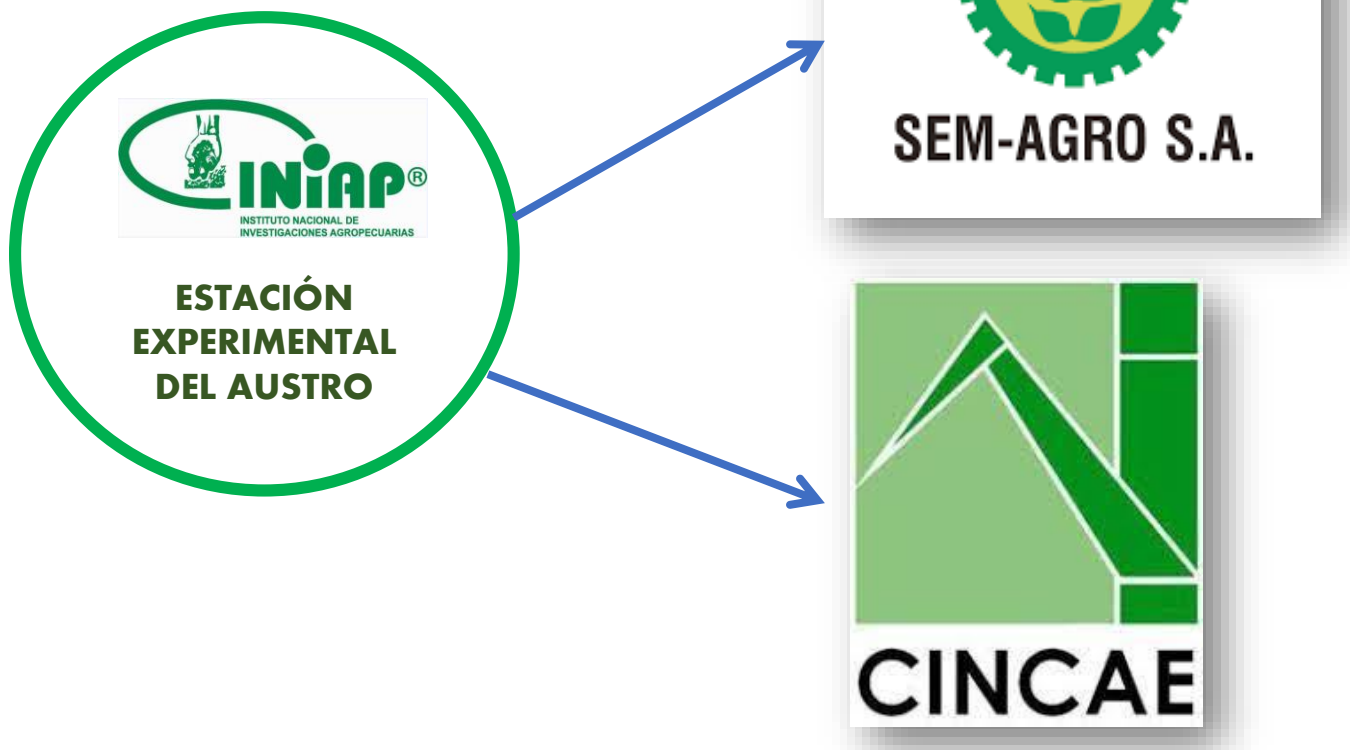 INiAP®
INSTITUTO NACIONAL DE
INVESTIGACIONES AGROPECUARIAS
ESTACIÓN
EXPERIMENTAL
DEL AUSTRO
SEM-AGRO S.A.
CINCAE